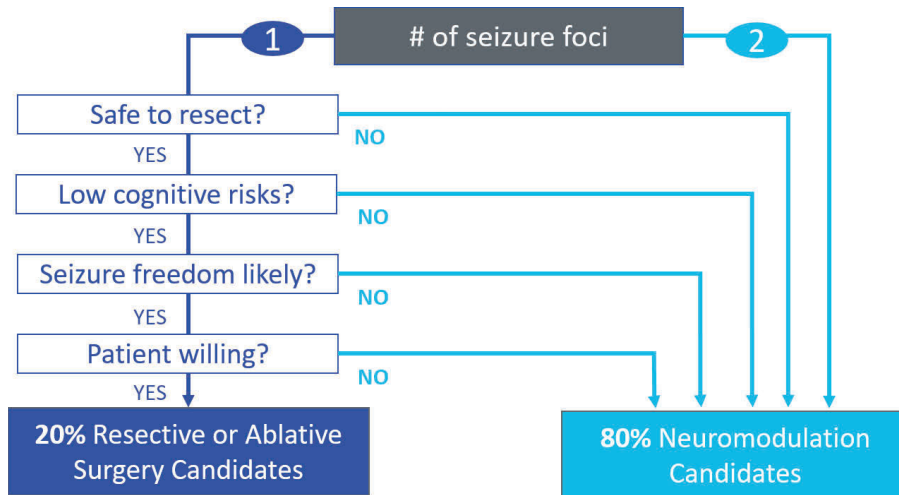 1
# of seizure foci
2
Safe to resect?
NO
YES
Low cognitive risks?
NO
YES
Seizure freedom likely?
NO
YES
Patient willing?
NO
YES
20% Resective or Ablative
Surgery Candidates
80% Neuromodulation
Candidates